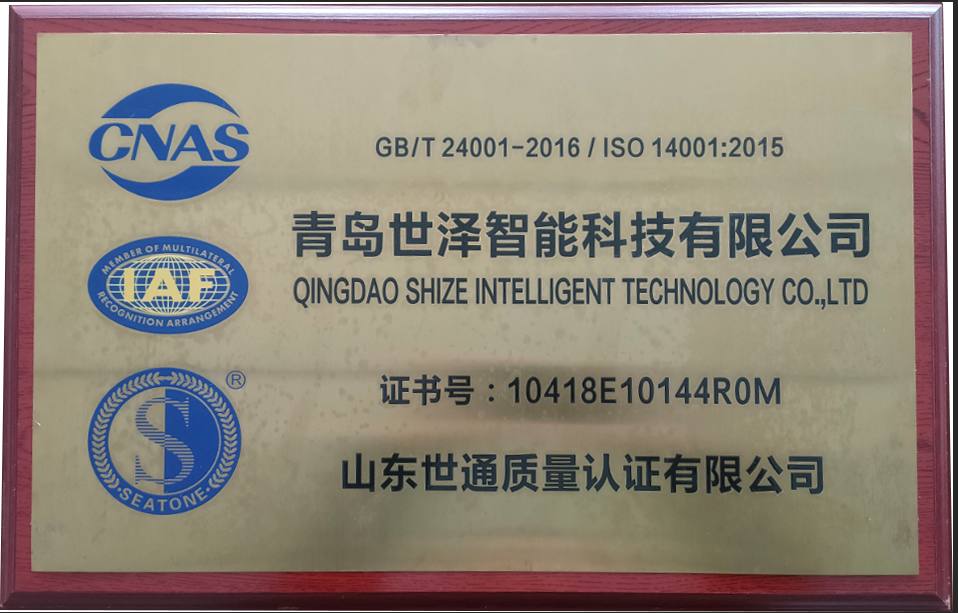 CNAS
GB/T 24001-2016 / ISO 14001:2015
青岛世泽智能科技有限公司
QINGDAO SHIZE INTELLIGENT TECHNOLOGY CO.,LTD
MEMBER OF MULTILATERAL
IAF
RECOGNITION ARRANGEMENT
证书号：10418E10144R0M
®
S
SEATONE
山东世通质量认证有限公司